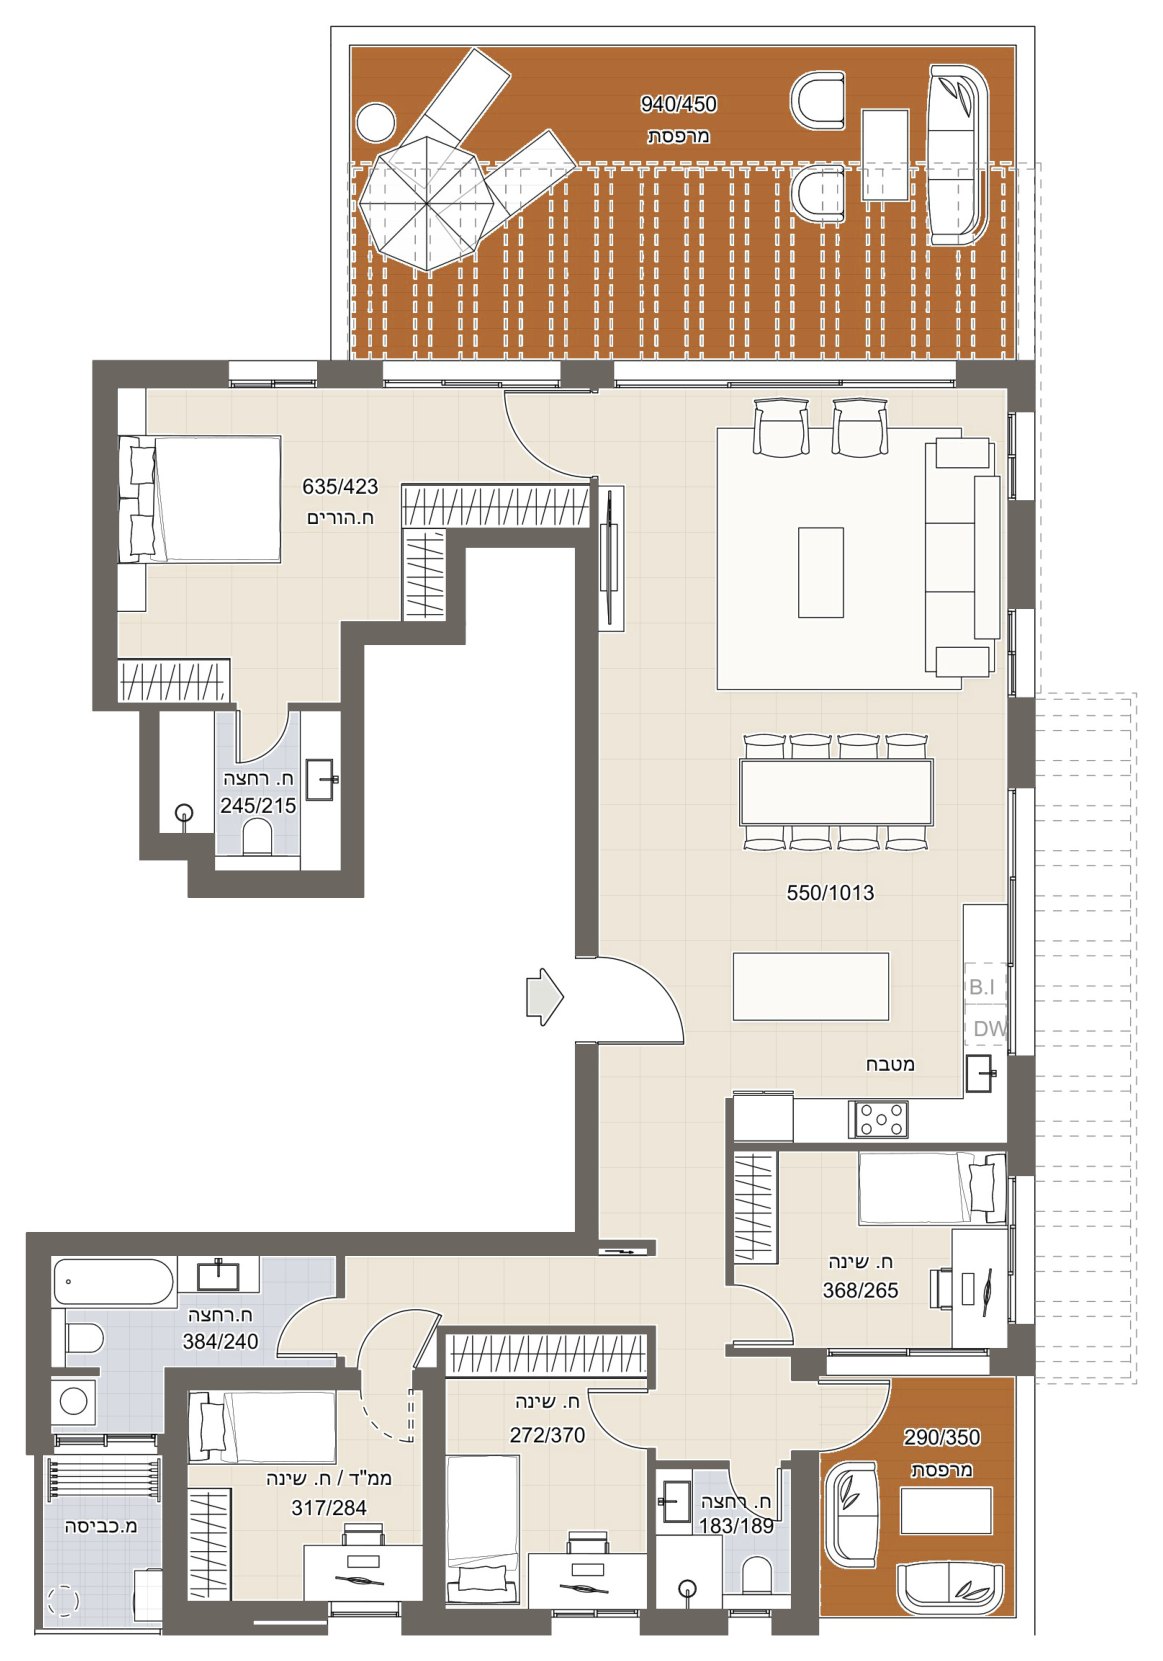 940/450
מרפסת
635/423
ח.הורים
ח. רחצה
245/215
550/1013
B.I
DW
מטבח
ח. שינה
368/265
ח.רחצה
384/240
ח. שינה
272/370
290/350
מרפסת
ממ"ד / ח. שינה
317/284
ח. רחצה
183/189
מ.כביסה